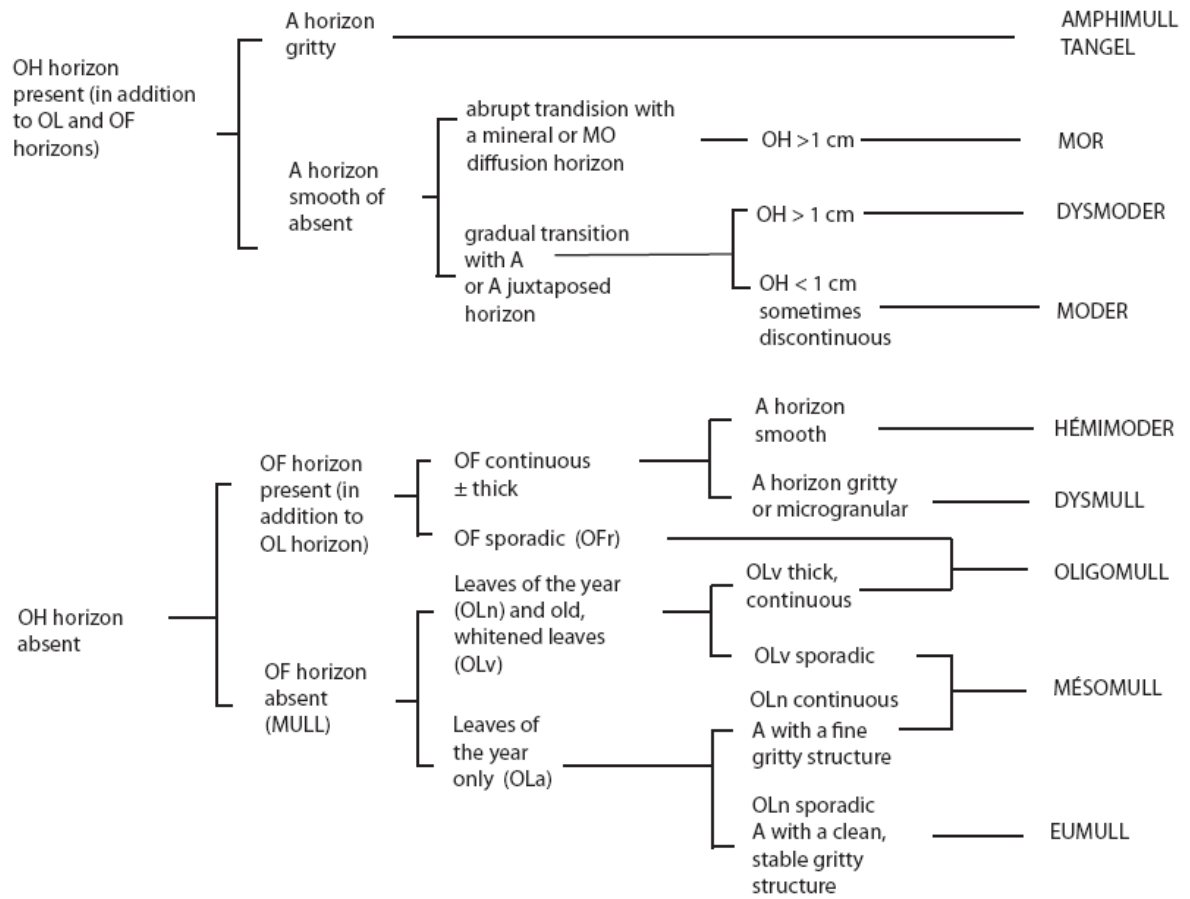 A horizon
gritty
AMPHIMULL
TANGEL
OH horizon
present (in addition
to OL and OF
horizons)
abrupt trandision with
a mineral or MO
diffusion horizon
OH >1 cm
MOR
A horizon
smooth of
absent
OH > 1 cm
DYSMODER
gradual transition
with A
or A juxtaposed
horizon
OH < 1 cm
sometimes
discontinuous
MODER
A horizon
smooth
HÉMIMODER
OF horizon
present (in
addition to
OL horizon)
OF continuous
± thick
A horizon gritty
or microgranular
DYSMULL
OF sporadic (OFr)
OLIGOMULL
Leaves of the year
(OLn) and old,
whitened leaves
(OLv)
OLv thick,
continuous
OH horizon
absent
OLv sporadic
MÉSOMULL
OF horizon
absent
(MULL)
OLn continuous
A with a fine
gritty structure
Leaves of
the year
only (OLa)
OLn sporadic
A with a clean,
stable gritty
structure
EUMULL